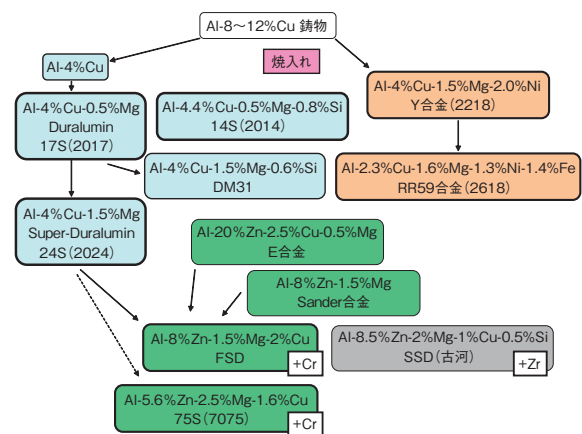 Al-8～12%Cu 鋳物
Al-4%Cu
焼入れ
Al-4%Cu-0.5%Mg
Duralumin
17S(2017)
Al-4.4%Cu-0.5%Mg-0.8%Si
14S(2014)
Al-4%Cu-1.5%Mg-2.0%Ni
Y合金(2218)
Al-4%Cu-1.5%Mg-0.6%Si
DM31
Al-2.3%Cu-1.6%Mg-1.3%Ni-1.4%Fe
RR59合金(2618)
Al-4%Cu-1.5%Mg
Super-Duralumin
24S(2024)
Al-20%Zn-2.5%Cu-0.5%Mg
E合金
Al-8%Zn-1.5%Mg
Sander合金
Al-8%Zn-1.5%Mg-2%Cu
FSD
+Cr
Al-8.5%Zn-2%Mg-1%Cu-0.5%Si
SSD(古河)
+Zr
Al-5.6%Zn-2.5%Mg-1.6%Cu
75S(7075)
+Cr